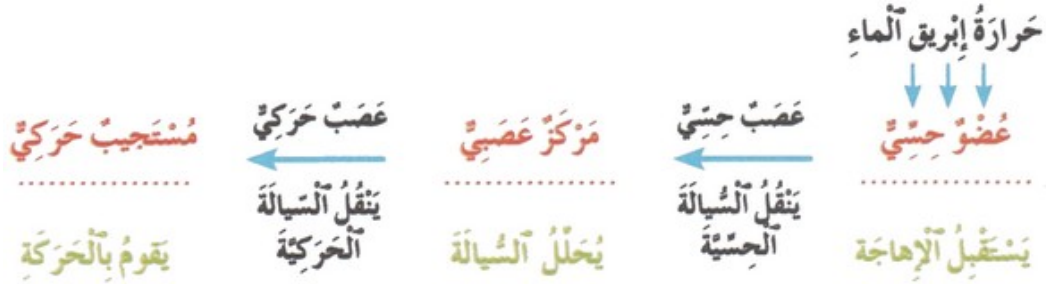 حَرارَةُ إِبْريقِ ٱلْماءِ
عُضْوٌ حِسِّيٌّ
يَسْتَقْبِلُ ٱلْإِهاجَة
عَصَبٌ حِسِّيٌّ
يَنْقُلُ ٱلسُّيالَةَ
ٱلْحِسِّيَّةَ
مَرْكَزٌ عَصَبِيٌّ
يُحَلِّلُ ٱلسُّيالَةَ
عَصَبٌ حَرَكِيٌّ
يَنْقُلُ ٱلسّيالَةَ
ٱلْحَرَكِيَّةَ
مُسْتَجيبٌ حَرَكِيٌّ
يَقومُ بِٱلْحَرَكَةِ